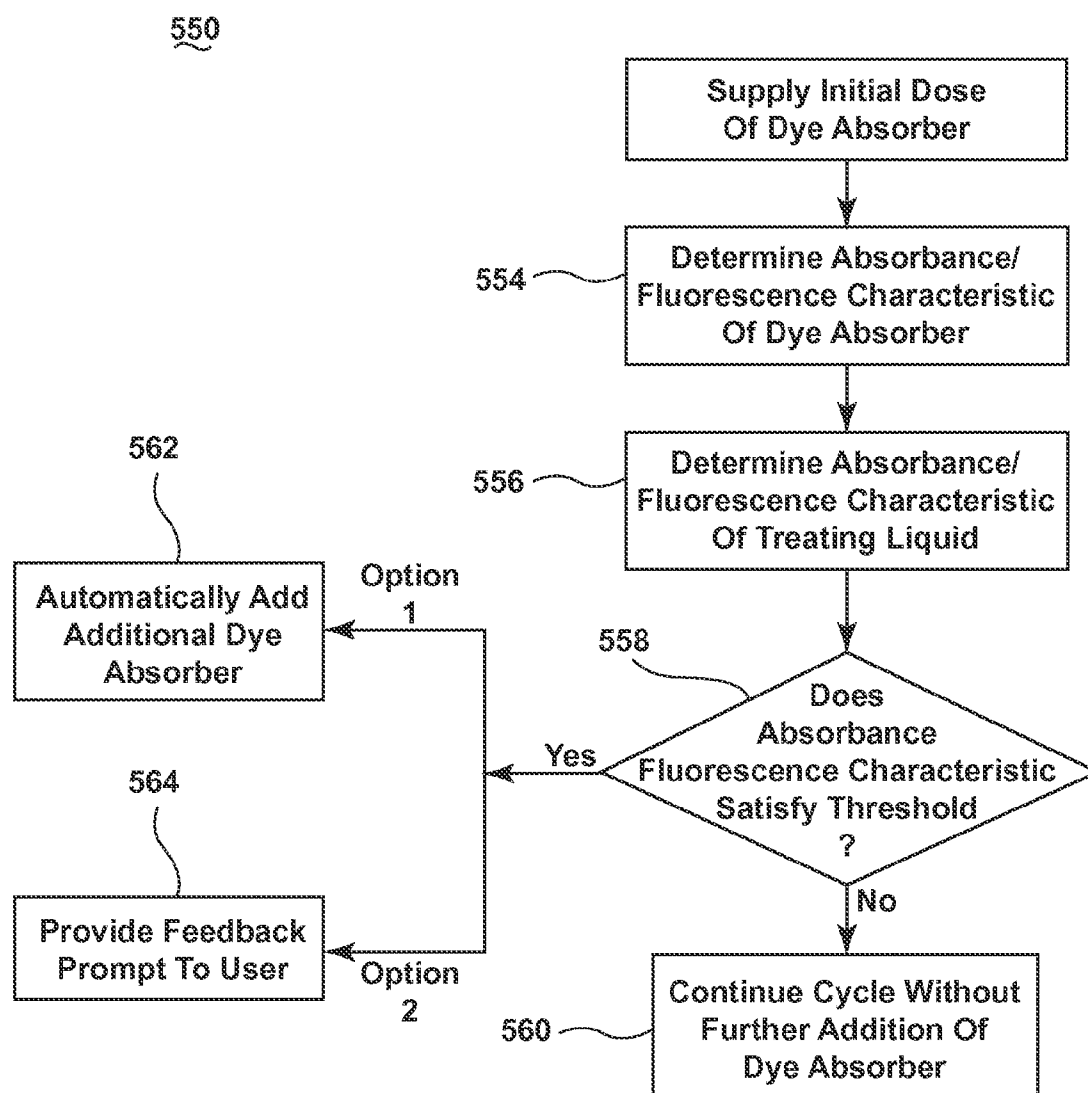 550
Supply Initial Dose
Of Dye Absorber
554
Determine Absorbance/
Fluorescence Characteristic
Of Dye Absorber
556
Determine Absorbance/
Fluorescence Characteristic
Of Treating Liquid
558
Does
Absorbance
Fluorescence Characteristic
Satisfy Threshold
?
Yes
No
562
Option
1
Automatically Add
Additional Dye
Absorber
564
Provide Feedback
Prompt To User
Option
2
560
Continue Cycle Without
Further Addition Of
Dye Absorber